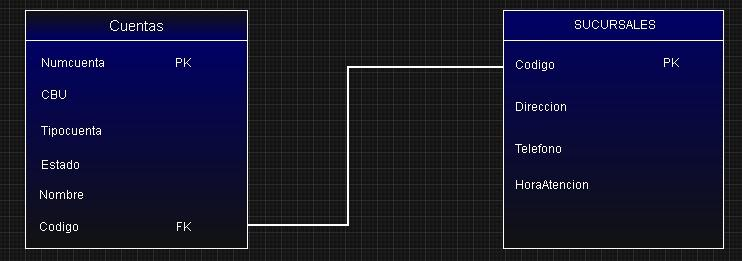 Cuentas
Numcuenta PK
CBU
Tipocuenta
Estado
Nombre
Codigo FK
SUCURSALES
Codigo PK
Direccion
Telefono
HoraAtencion